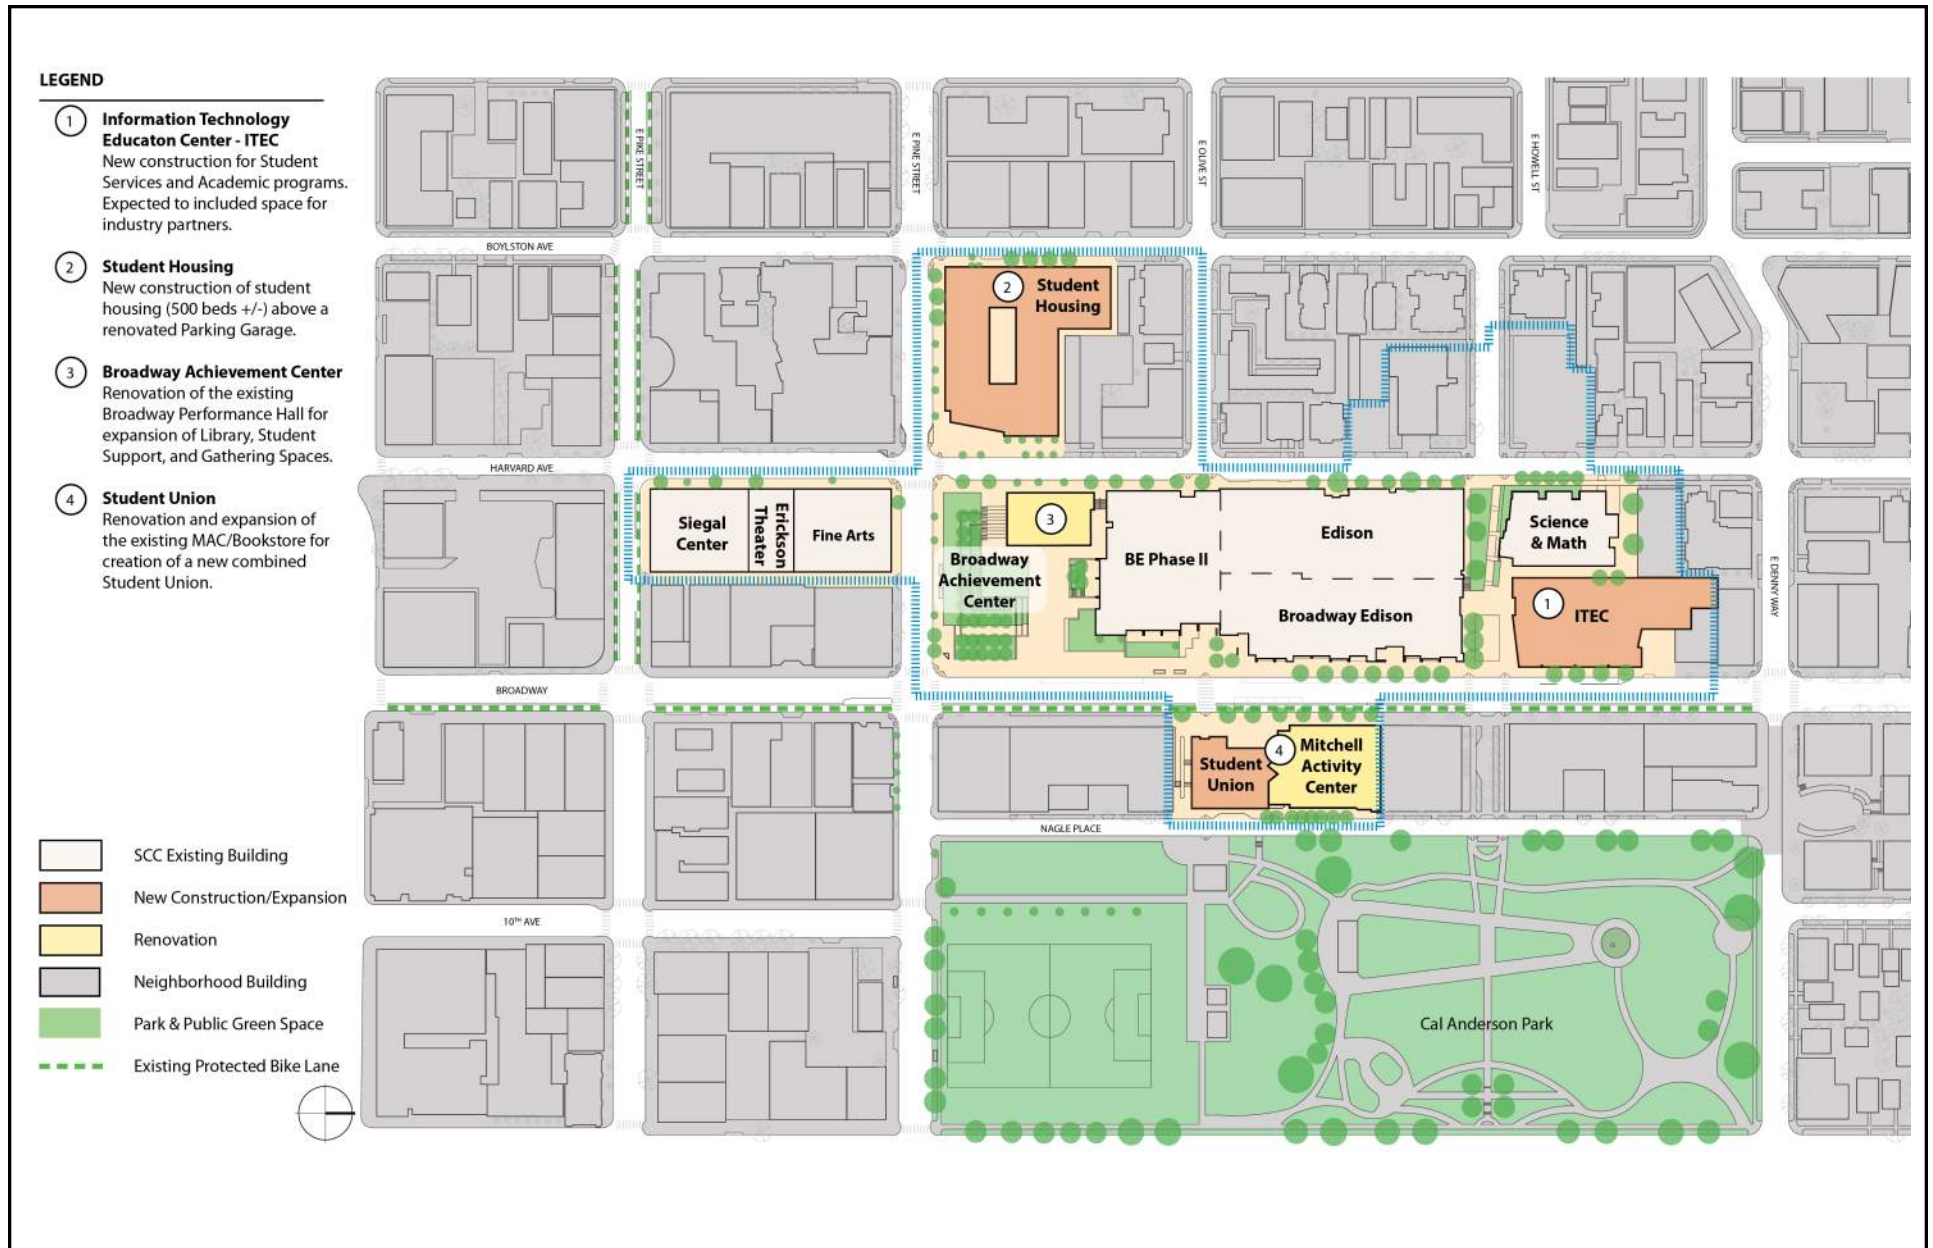 LEGEND
1
Information Technology
Educaton Center - ITEC
New construction for Student
Services and Academic programs.
Expected to included space for
industry partners.
2
Student Housing
New construction of student
housing (500 beds +/-) above a
renovated Parking Garage.
3
Broadway Achievement Center
Renovation of the existing
Broadway Performance Hall for
expansion of Library, Student
Support, and Gathering Spaces.
4
Student Union
Renovation and expansion of
the existing MAC/Bookstore for
creation of a new combined
Student Union.
SCC Existing Building
New Construction/Expansion
Renovation
Neighborhood Building
Park & Public Green Space
Existing Protected Bike Lane
E PIKE STREET
E PINE STREET
E OLIVE ST
E HOWELL ST
BOYLSTON AVE
2
Student
Housing
HARVARD AVE
Siegal
Center
Erickson
Theater
Fine Arts
3
Broadway
Achievement
Center
BE Phase II
Edison
Broadway Edison
Science
& Math
1
ITEC
E DENNY WAY
BROADWAY
4
Student
Union
Mitchell
Activity
Center
NAGLE PLACE
10TH AVE
Cal Anderson Park